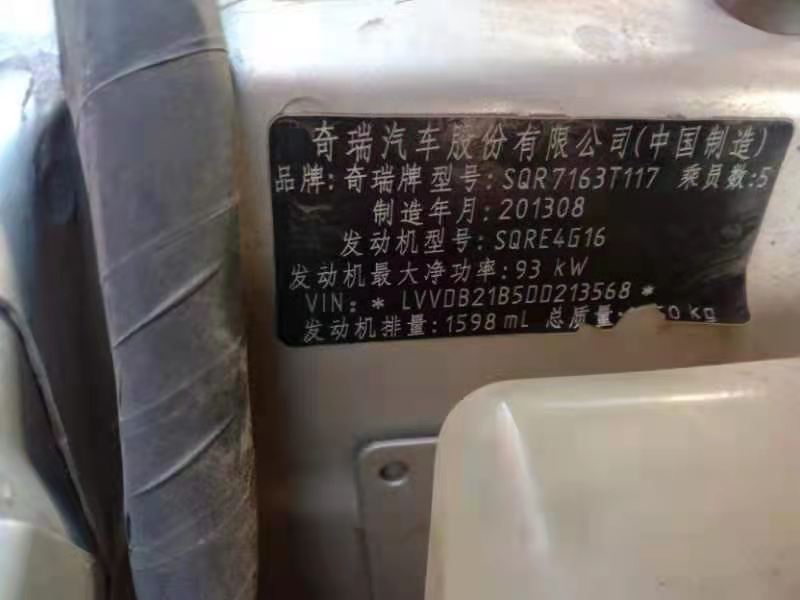 奇瑞汽车股份有限公司(中国制造)
品牌:奇瑞牌 型号:SQR7163T117 乘员数:5
制造年月:201308
发动机型号:SQRE4G16
发动机最大净功率:93 kW
VIN: * LVVDB21B5DD213568 *
发动机排量:1598mL 总质量: kg